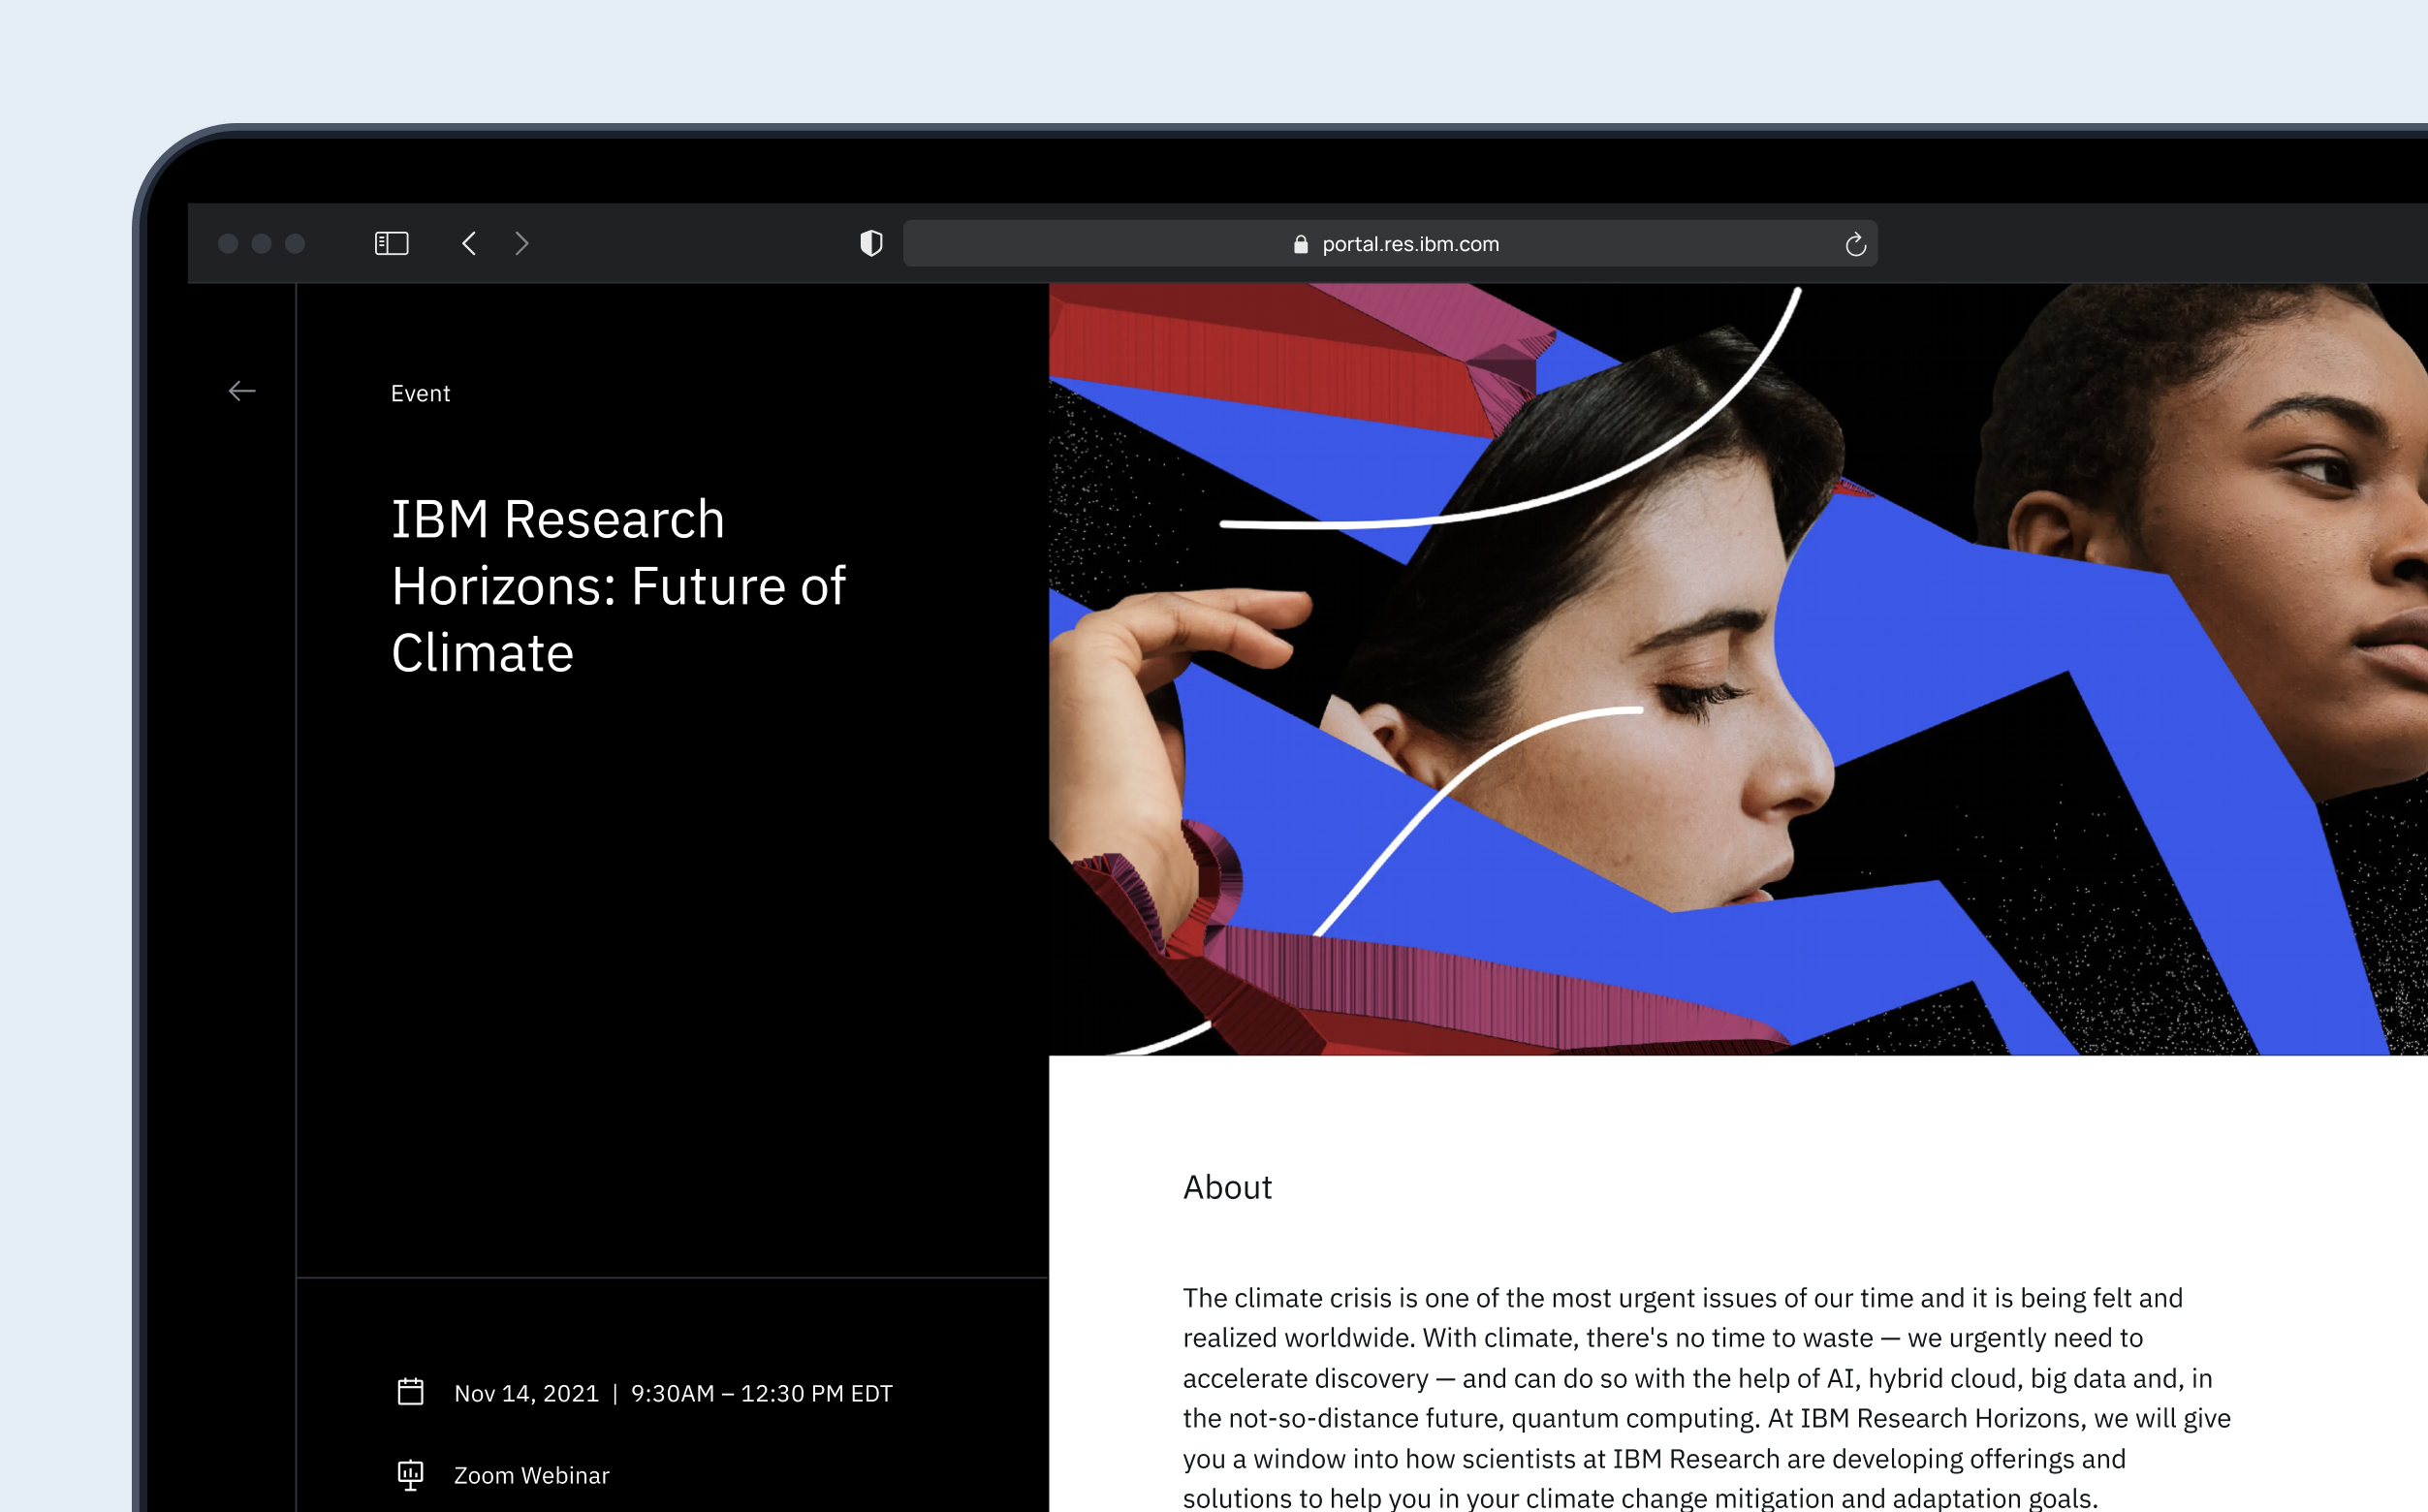 portal.res.ibm.com
Event
IBM Research
Horizons: Future of
Climate
Nov 14, 2021 | 9:30AM – 12:30 PM EDT
Zoom Webinar
About
The climate crisis is one of the most urgent issues of our time and it is being felt and
realized worldwide. With climate, there's no time to waste — we urgently need to
accelerate discovery — and can do so with the help of AI, hybrid cloud, big data and, in
the not-so-distance future, quantum computing. At IBM Research Horizons, we will give
you a window into how scientists at IBM Research are developing offerings and
solutions to help you in your climate change mitigation and adaptation goals.